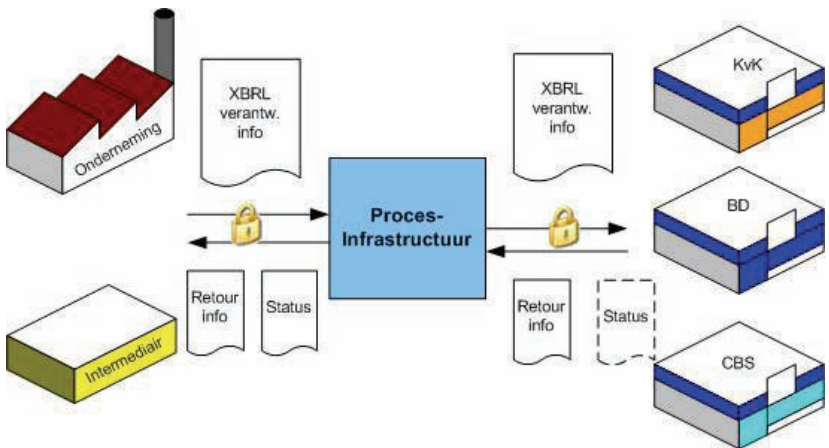 Onderneming
XBRL
verantw.
info
XBRL
verantw.
info
KvK
Proces-
Infrastructuur
BD
Intermediair
Retour
info
Status
Retour
info
Status
CBS